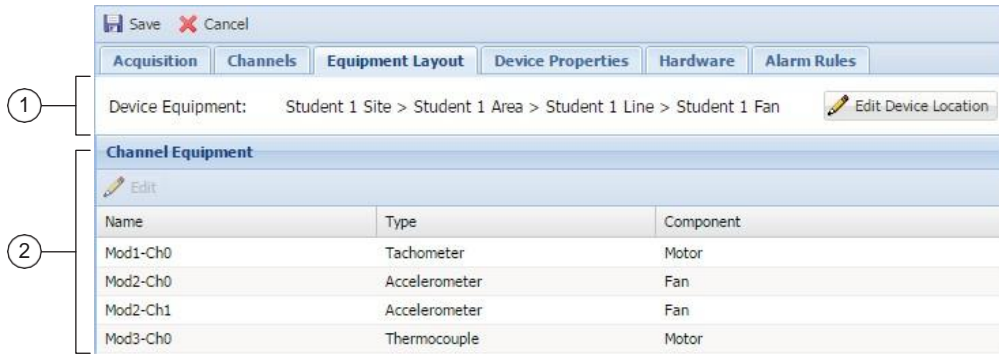 Save Cancel
Acquisition Channels Equipment Layout Device Properties Hardware Alarm Rules
1 Device Equipment: Student 1 Site > Student 1 Area > Student 1 Line > Student 1 Fan Edit Device Location
Channel Equipment
Edit
Name Type Component
2
Mod1-Ch0 Tachometer Motor
Mod2-Ch0 Accelerometer Fan
Mod2-Ch1 Accelerometer Fan
Mod3-Ch0 Thermocouple Motor